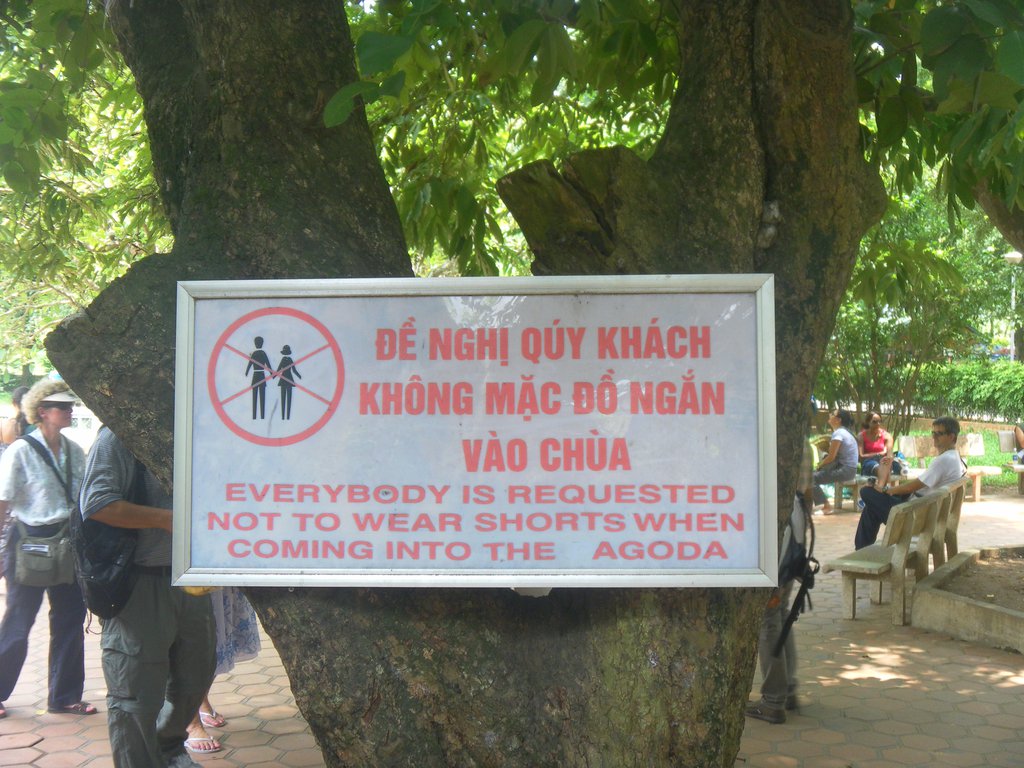 ĐỀ NGHỊ QÚY KHÁCH
KHÔNG MẶC ĐỒ NGẮN
VÀO CHÙA
EVERYBODY IS REQUESTED
NOT TO WEAR SHORTS WHEN
COMING INTO THE AGODA